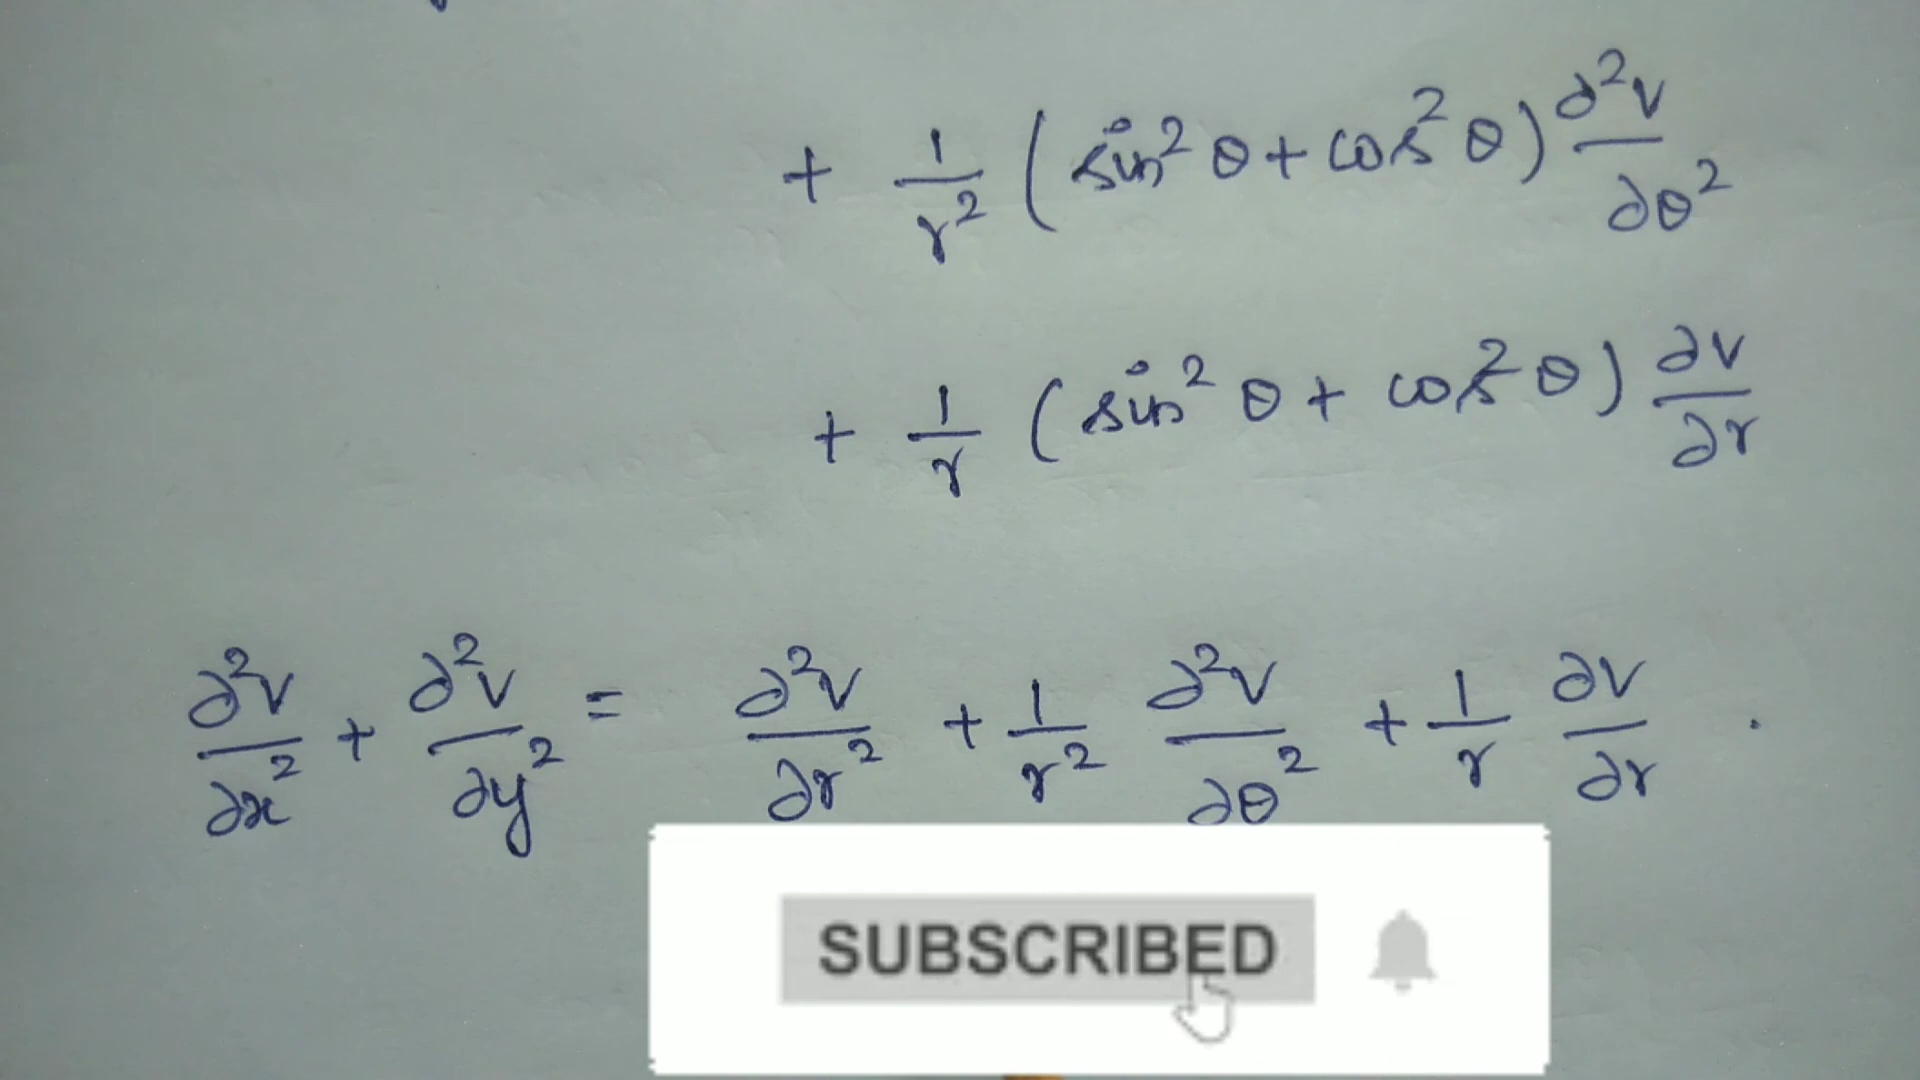 + 1/r² (sin²θ + cos²θ) ∂²v/∂θ²
+ 1/r (sin²θ + cos²θ) ∂v/∂r
∂²v/∂x² + ∂²v/∂y² = ∂²v/∂r² + 1/r² ∂²v/∂θ² + 1/r ∂v/∂r .
SUBSCRIBED